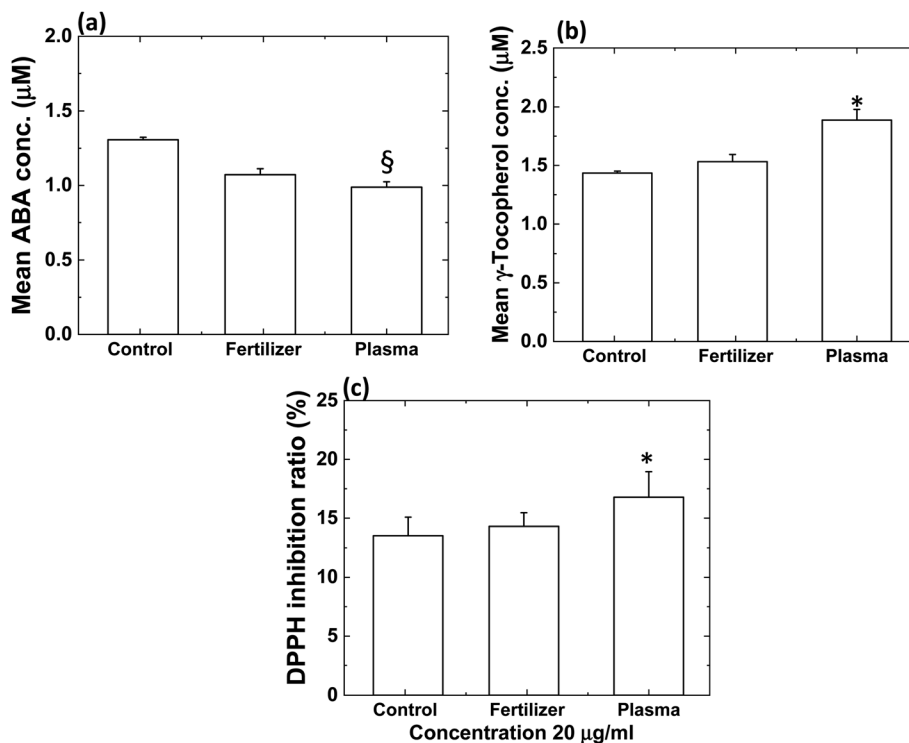 (a)
Mean ABA conc. (μM)
2.0
1.5
1.0
0.5
0.0
§
Control Fertilizer Plasma
(b)
Mean γ-Tocopherol conc. (μM)
2.5
2.0
1.5
1.0
0.5
0.0
*
Control Fertilizer Plasma
(c)
DPPH inhibition ratio (%)
25
20
15
10
5
0
*
Control Fertilizer Plasma
Concentration 20 μg/ml